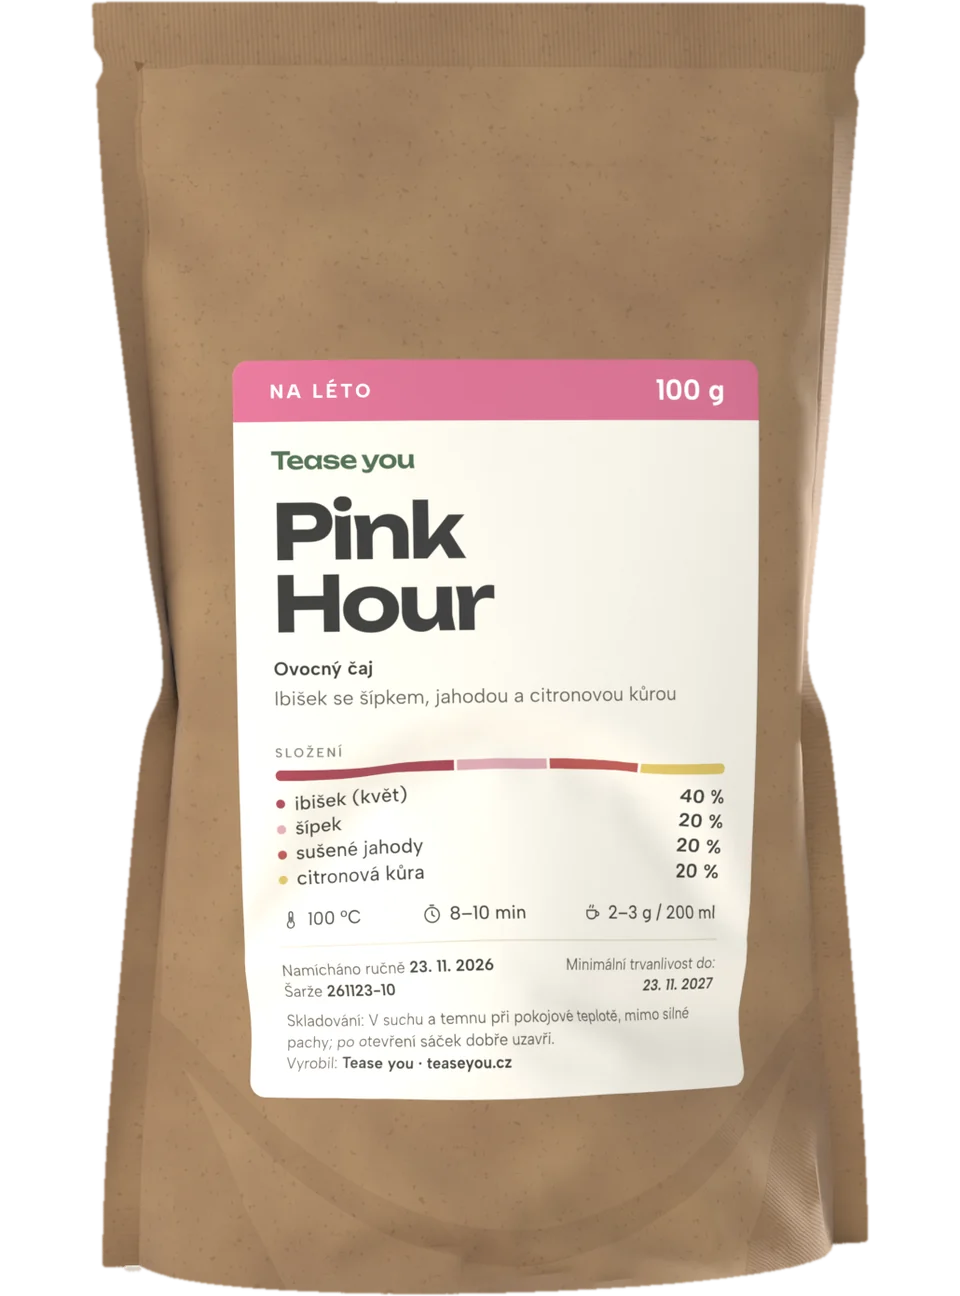 NA LÉTO 100 g
Tease you
Pink
Hour
Ovocný čaj
Ibišek se šípkem, jahodou a citronovou kůrou
SLOŽENÍ
ibišek (květ) 40 %
šípek 20 %
sušené jahody 20 %
citronová kůra 20 %
100 °C 8–10 min 2–3 g / 200 ml
Namícháno ručně 23. 11. 2026 Minimální trvanlivost do:
Šarže 261123-10 23. 11. 2027
Skladování: V suchu a temnu při pokojové teplotě, mimo silné
pachy; po otevření sáček dobře uzavři.
Vyrobil: Tease you · teaseyou.cz